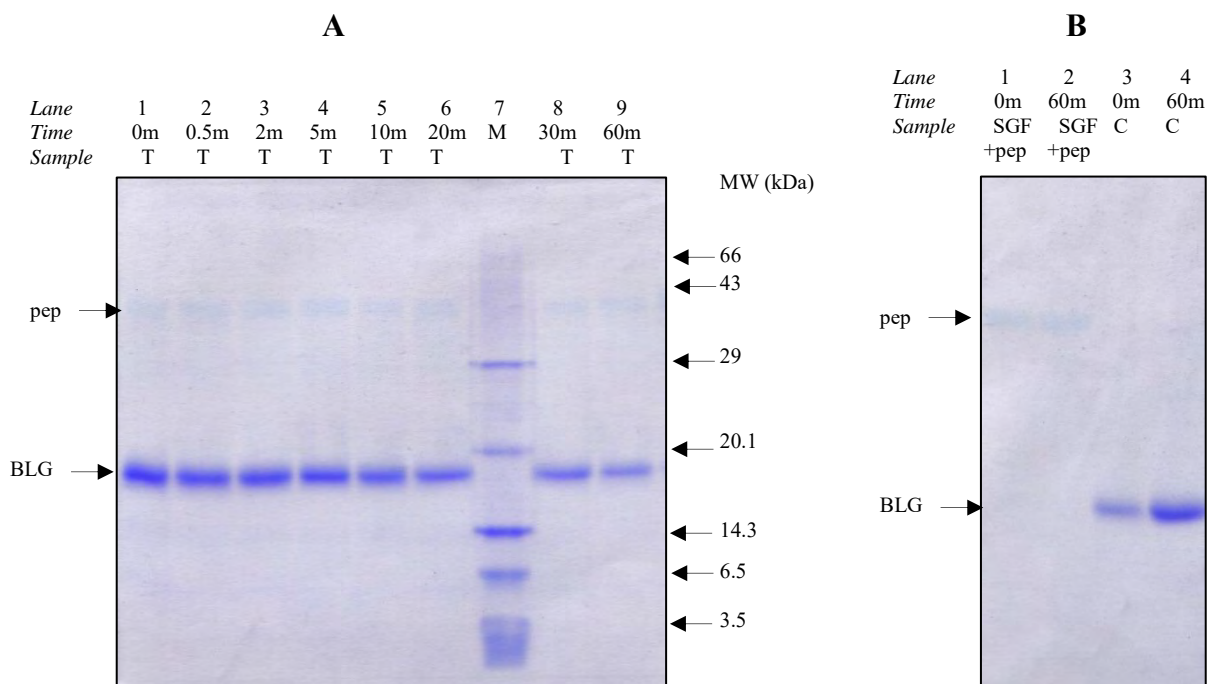 A
Lane 1 2 3 4 5 6 7 8 9
Time 0m 0.5m 2m 5m 10m 20m M 30m 60m
Sample T T T T T T T T
MW (kDa)
66
43
pep
29
20.1
BLG
14.3
6.5
3.5
B
Lane 1 2 3 4
Time 0m 60m 0m 60m
Sample SGF SGF C C
+pep +pep
pep
BLG